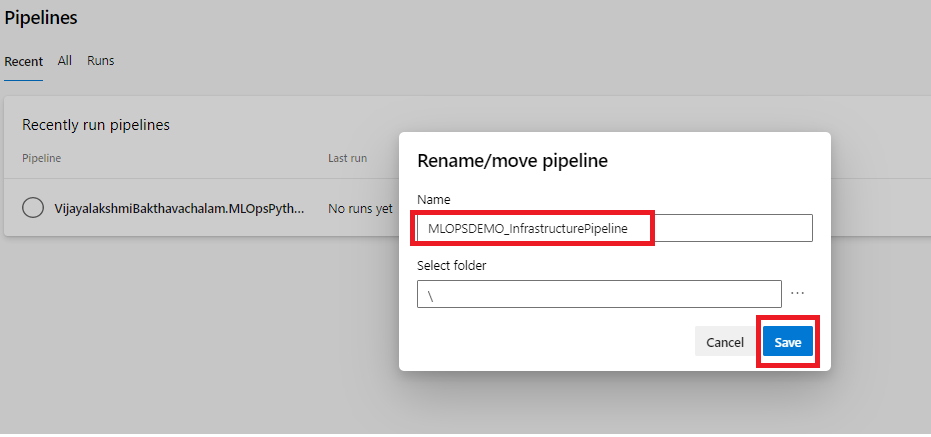 Pipelines
Recent All Runs
Recently run pipelines
Pipeline Last run
VijayalakshmiBakthavachalam.MLOpsPyth... No runs yet
Rename/move pipeline
Name
MLOPSDEMO_InfrastructurePipeline
Select folder
\ ...
Cancel Save